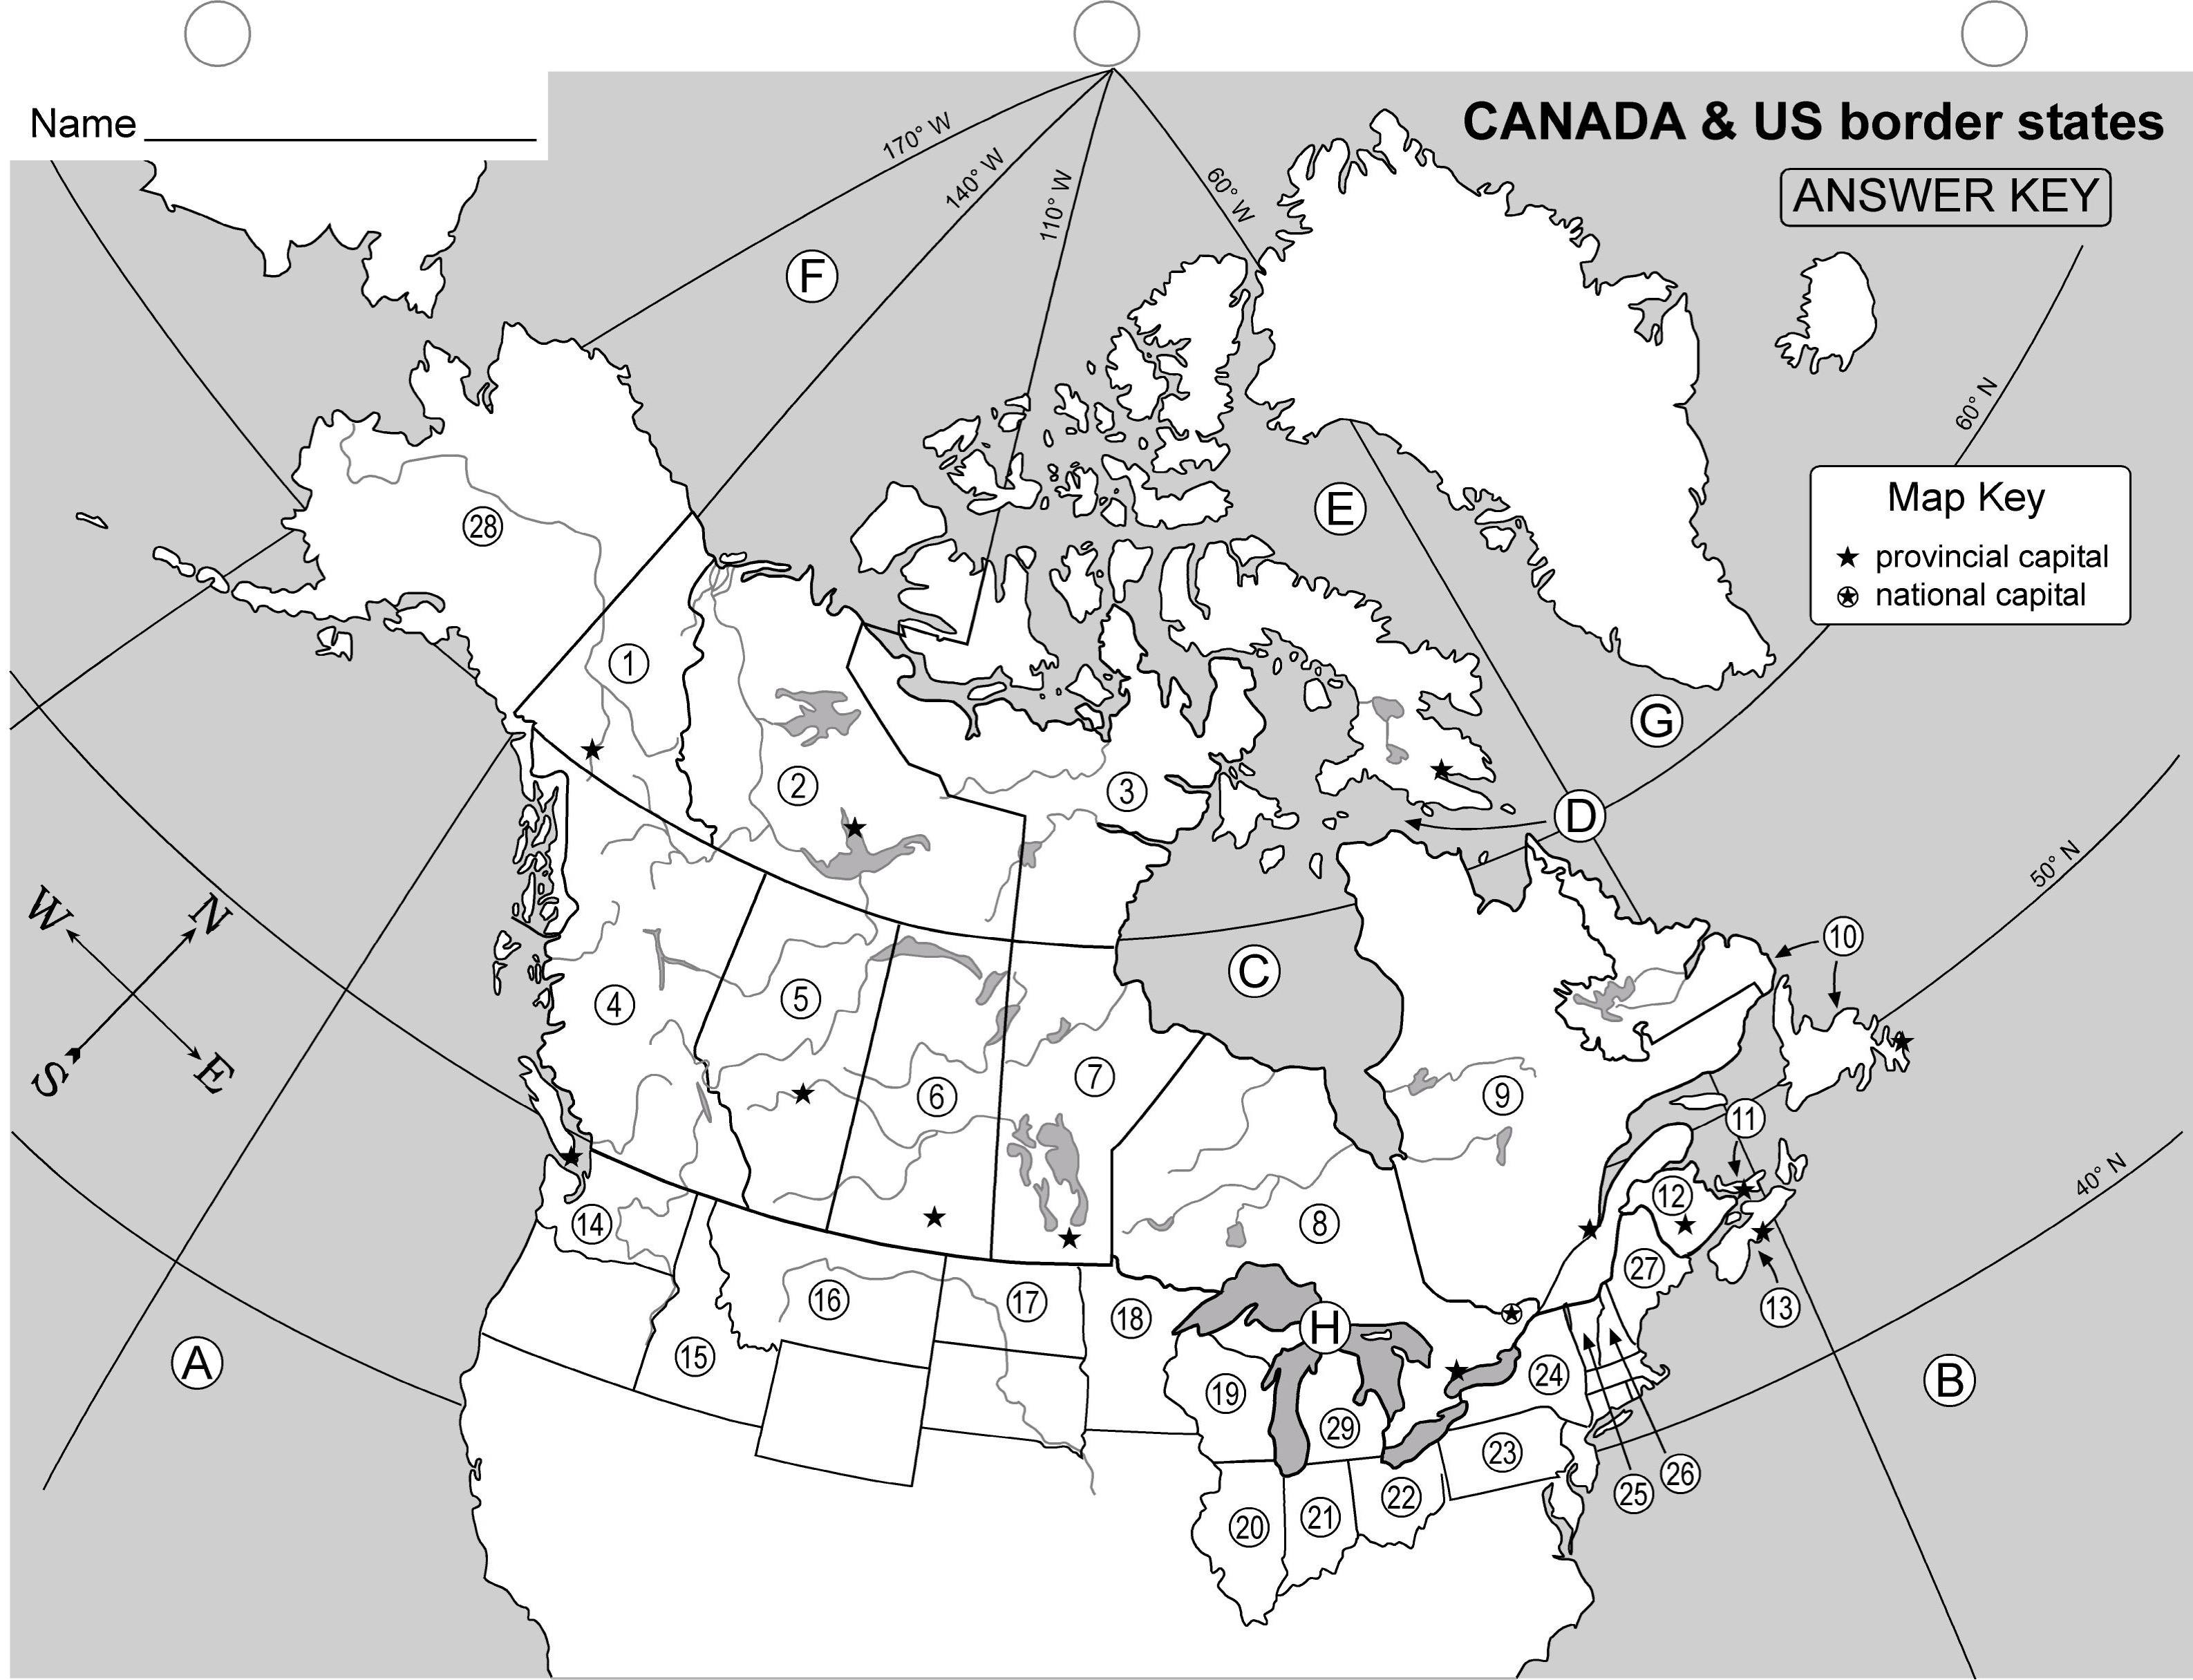 Name
CANADA & US border states
ANSWER KEY
170° W
140° W
110° W
60° W
60° N
Map Key
provincial capital
national capital
50° N
40° N
W
N
S
E
F
E
G
D
C
H
A
B
28
1
2
3
4
5
6
7
8
9
10
11
12
13
14
15
16
17
18
19
20
21
22
23
24
25
26
27
29